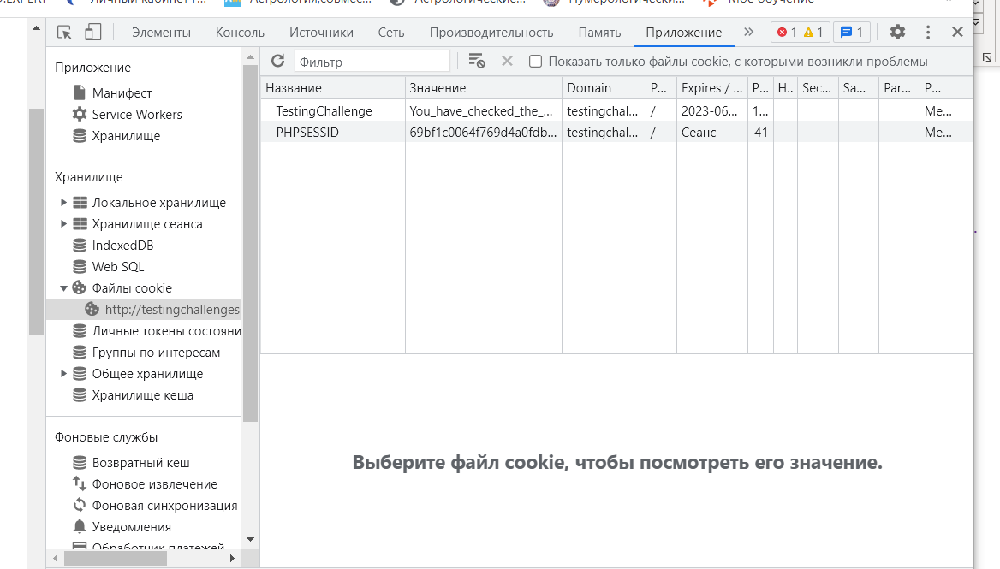 Личный кабинет г...
Астрология,совмес...
Астрологические...
Нумерологически...
Мое обучение
Элементы Консоль Источники Сеть Производительность Память Приложение » 1 1 1
Приложение
Манифест
Service Workers
Хранилище
Хранилище
Локальное хранилище
Хранилище сеанса
IndexedDB
Web SQL
Файлы cookie
http://testingchallenges.
Личные токены состояни
Группы по интересам
Общее хранилище
Хранилище кеша
Фоновые службы
Возвратный кеш
Фоновое извлечение
Фоновая синхронизация
Уведомления
Обработчик платежей
Фильтр
Показать только файлы cookie, с которыми возникли проблемы
Название Значение Domain P... Expires / ... P... H.. Sec... Sa... Par... P...
TestingChallenge You_have_checked_the_... testingchal... / 2023-06... 1... Me...
PHPSESSID 69bf1c0064f769d4a0fdb... testingchal... / Сеанс 41 Me...
Выберите файл cookie, чтобы посмотреть его значение.